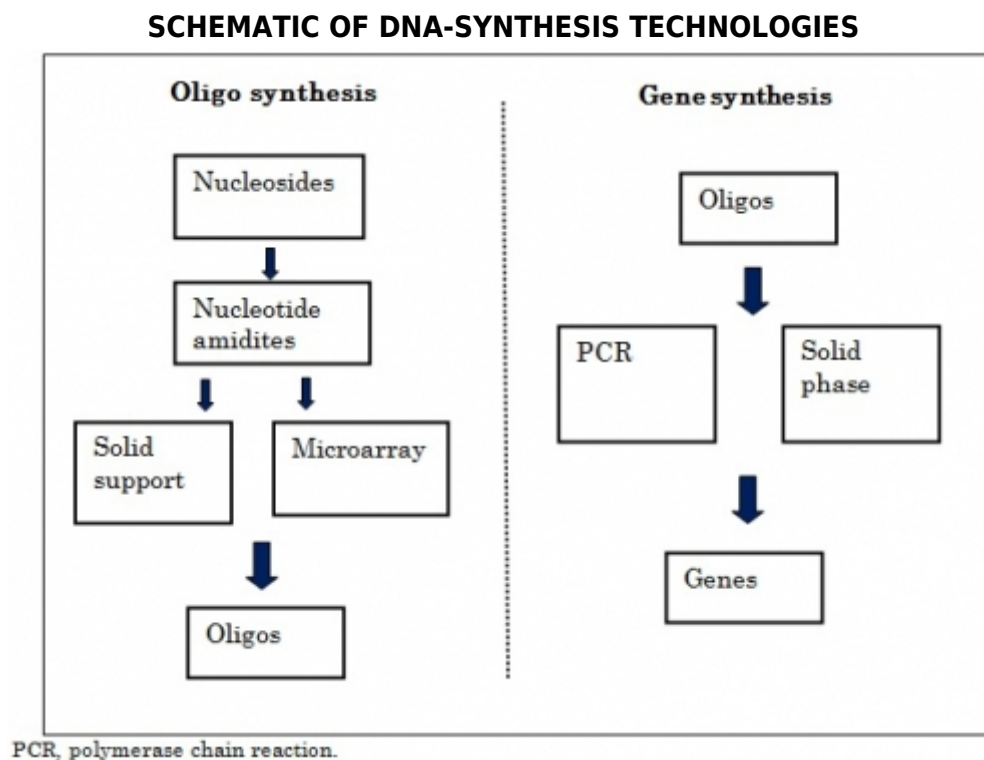 SCHEMATIC OF DNA-SYNTHESIS TECHNOLOGIES
Oligo synthesis
Nucleosides
Nucleotide
amidites
Solid
support
Microarray
Oligos
Gene synthesis
Oligos
PCR
Solid
phase
Genes
PCR, polymerase chain reaction.